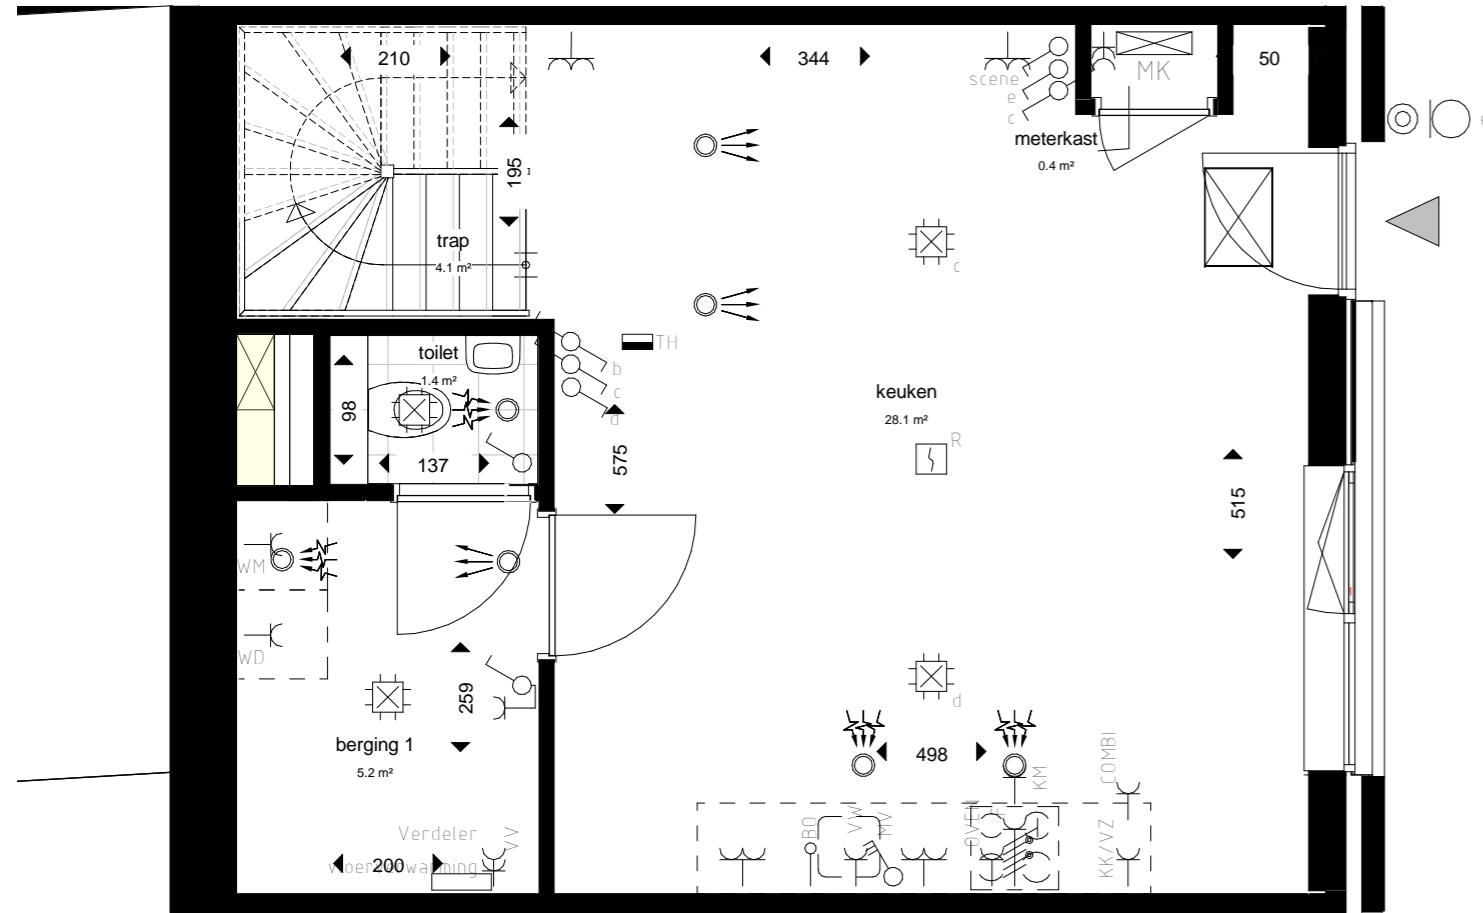 210
344
50
scene
e
c
MK
meterkast
0.4 m²
e
195
trap
4.1 m²
c
toilet
1.4 m²
TH
b
c
d
98
137
575
keuken
28.1 m²
R
515
WM
WD
259
d
berging 1
5.2 m²
498
KM
COMBI
Verdeler
vloerverwarming
VV
200
BO
VW
MV
OVEN
KK/VZ